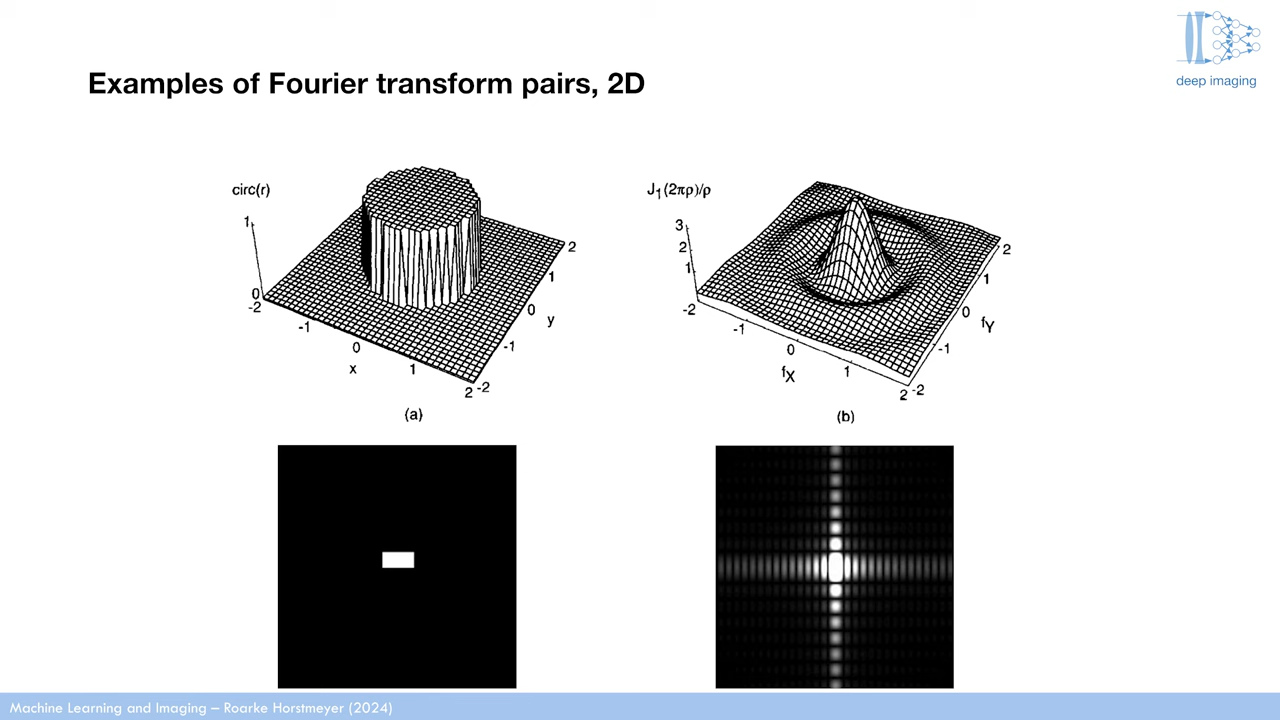 deep imaging
Examples of Fourier transform pairs, 2D
circ(r)
1
0
-2
-1
0
1
2
x
-2
-1
0
1
2
y
(a)
J₁(2πρ)/ρ
3
2
1
-2
-1
0
1
2
fX
-2
-1
0
1
2
fY
(b)
Machine Learning and Imaging – Roarke Horstmeyer (2024)